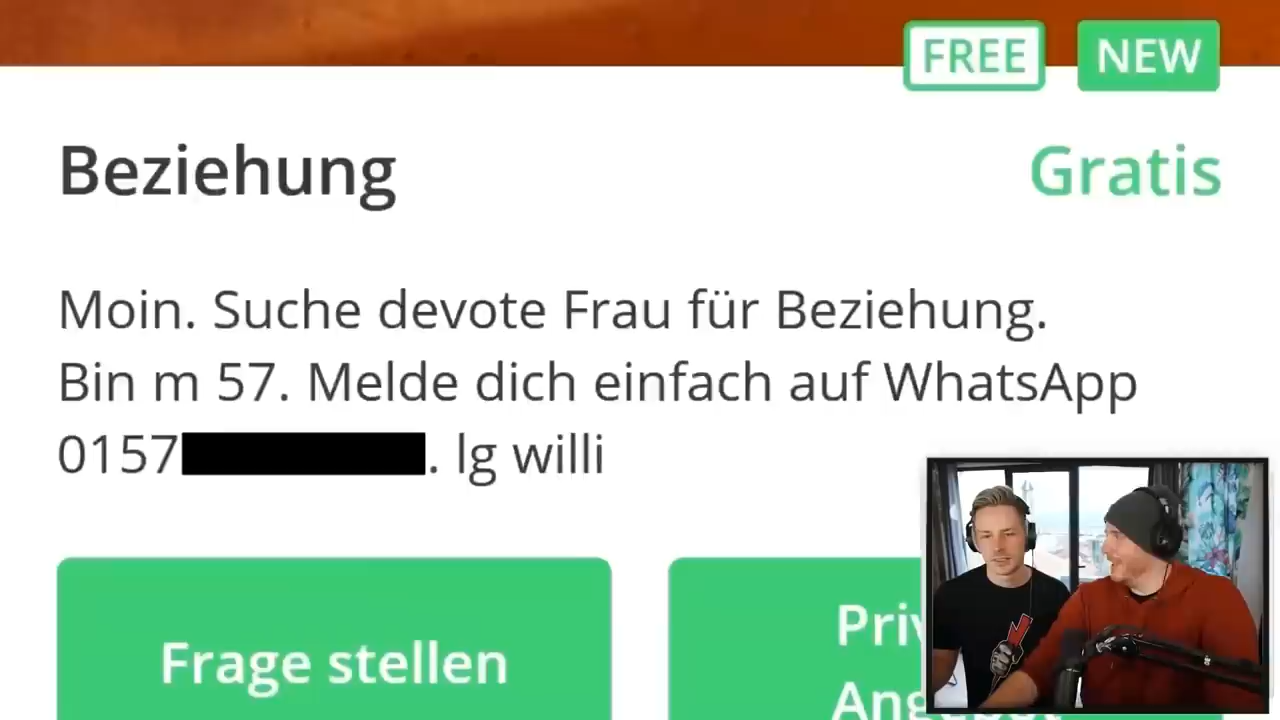 FREE NEW
Beziehung Gratis
Moin. Suche devote Frau für Beziehung.
Bin m 57. Melde dich einfach auf WhatsApp
0157 . lg willi
Frage stellen